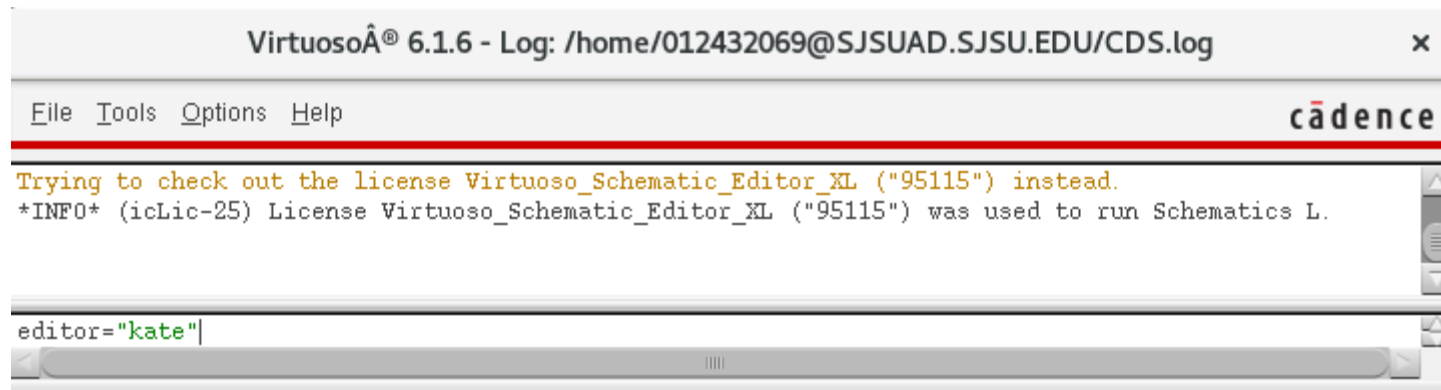 VirtuosoÂ® 6.1.6 - Log: /home/012432069@SJSUAD.SJSU.EDU/CDS.log ×
File Tools Options Help cādence
Trying to check out the license Virtuoso_Schematic_Editor_XL ("95115") instead.
*INFO* (icLic-25) License Virtuoso_Schematic_Editor_XL ("95115") was used to run Schematics L.
editor="kate"